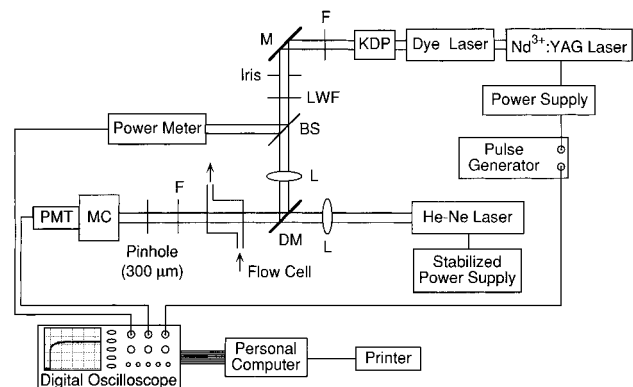 F
M
KDP
Dye Laser
Nd3+:YAG Laser
Iris
LWF
Power Supply
Power Meter
BS
Pulse
Generator
L
F
PMT
MC
He-Ne Laser
DM
L
Pinhole
(300 μm)
Flow Cell
Stabilized
Power Supply
Personal
Computer
Printer
Digital Oscilloscope